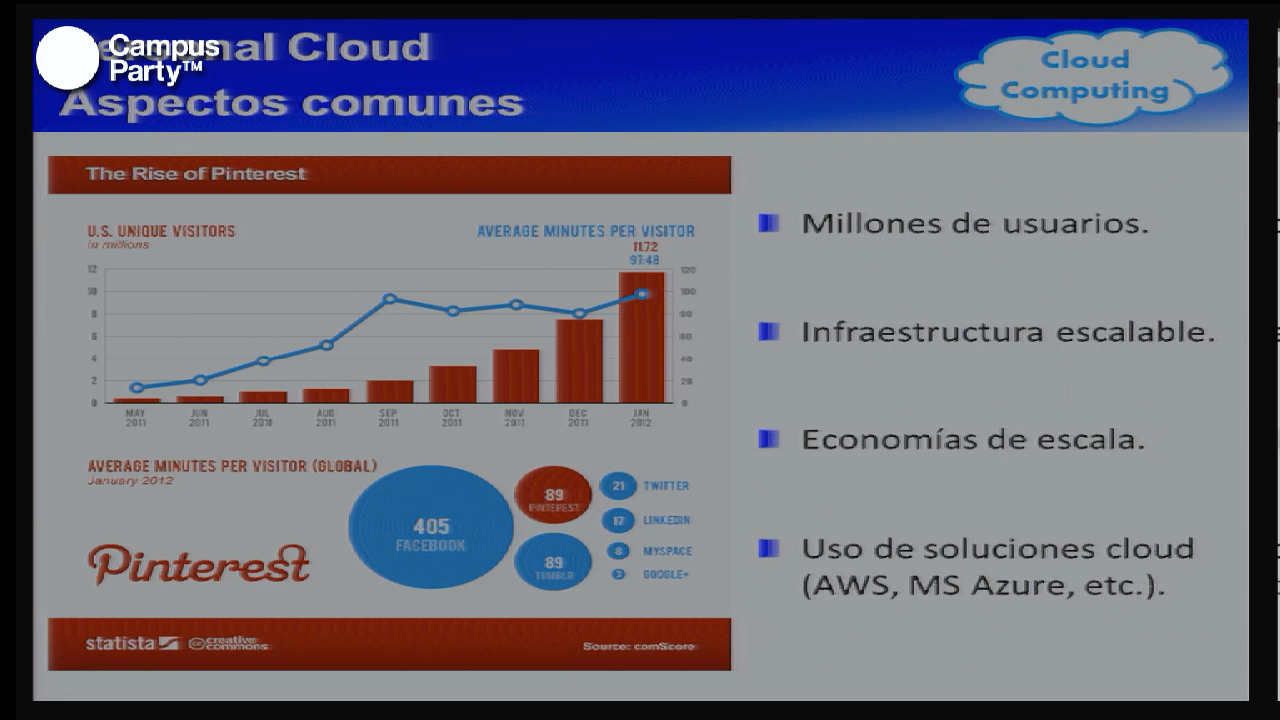 Campus
Party™
Personal Cloud
Aspectos comunes
Cloud
Computing
The Rise of Pinterest
U.S. UNIQUE VISITORS
in millions
AVERAGE MINUTES PER VISITOR
11.72
97.48
12
10
8
6
4
2
0
120
100
80
60
40
20
0
MAY 2011
JUN 2011
JUL 2011
AUG 2011
SEP 2011
OCT 2011
NOV 2011
DEC 2011
JAN 2012
AVERAGE MINUTES PER VISITOR (GLOBAL)
January 2012
405
FACEBOOK
89
PINTEREST
89
TUMBLR
21 TWITTER
17 LINKEDIN
8 MYSPACE
3 GOOGLE+
Pinterest
statista
cc creative commons
Source: comScore
Millones de usuarios.
Infraestructura escalable.
Economías de escala.
Uso de soluciones cloud
(AWS, MS Azure, etc.).